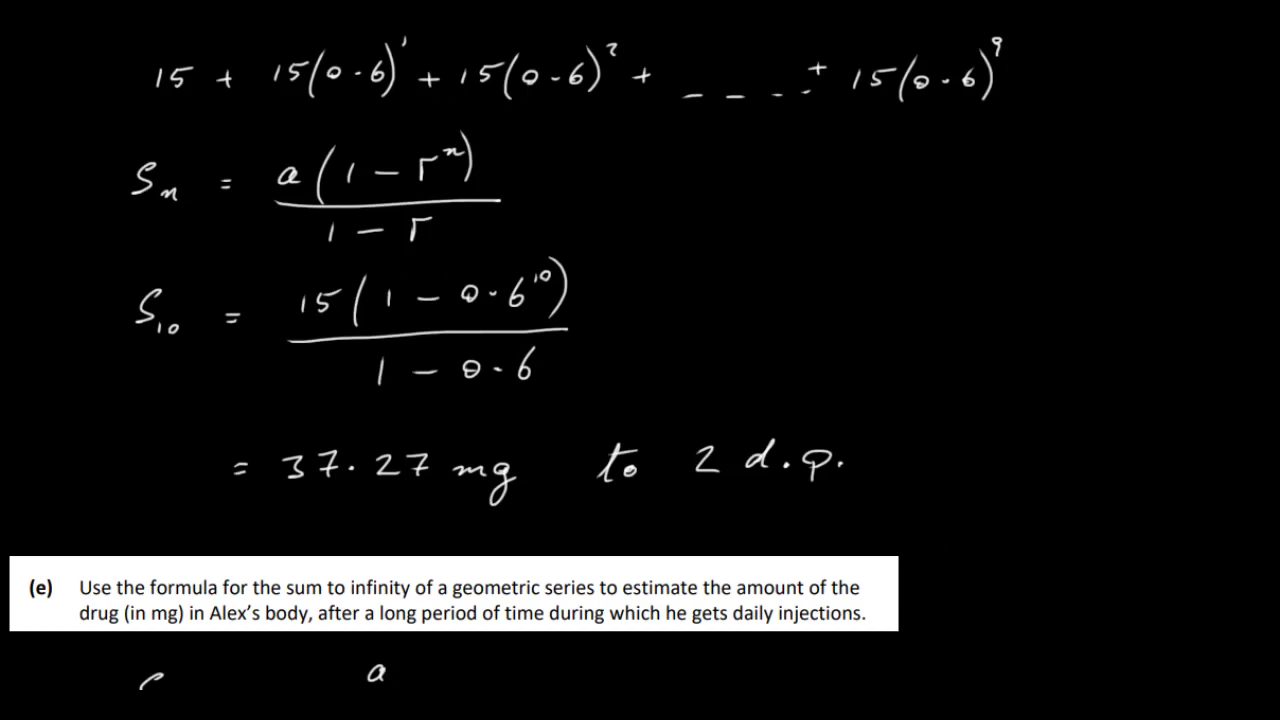 15 + 15(0.6)¹ + 15(0.6)² + _ _ _ . + 15(0.6)⁹
Sₙ = a(1 − rⁿ) / 1 − r
S₁₀ = 15(1 − 0.6¹⁰) / 1 − 0.6
= 37.27 mg to 2 d.p.
(e) Use the formula for the sum to infinity of a geometric series to estimate the amount of the
drug (in mg) in Alex's body, after a long period of time during which he gets daily injections.
a